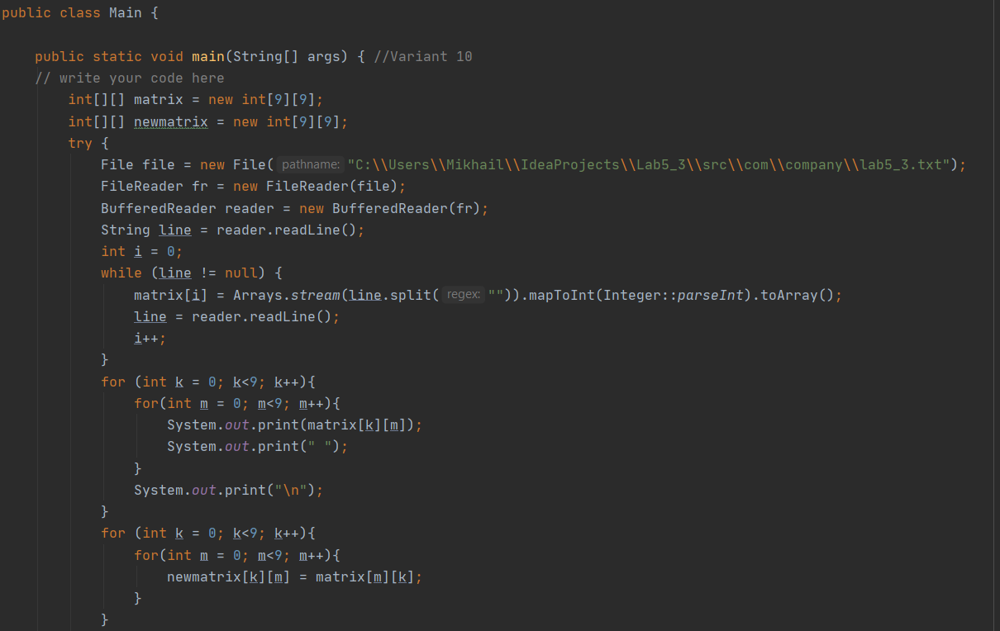 public class Main {
public static void main(String[] args) { //Variant 10
// write your code here
int[][] matrix = new int[9][9];
int[][] newmatrix = new int[9][9];
try {
File file = new File( pathname: "C:\\Users\\Mikhail\\IdeaProjects\\Lab5_3\\src\\com\\company\\lab5_3.txt");
FileReader fr = new FileReader(file);
BufferedReader reader = new BufferedReader(fr);
String line = reader.readLine();
int i = 0;
while (line != null) {
matrix[i] = Arrays.stream(line.split( regex: "")).mapToInt(Integer::parseInt).toArray();
line = reader.readLine();
i++;
}
for (int k = 0; k<9; k++){
for(int m = 0; m<9; m++){
System.out.print(matrix[k][m]);
System.out.print(" ");
}
System.out.print("\n");
}
for (int k = 0; k<9; k++){
for(int m = 0; m<9; m++){
newmatrix[k][m] = matrix[m][k];
}
}